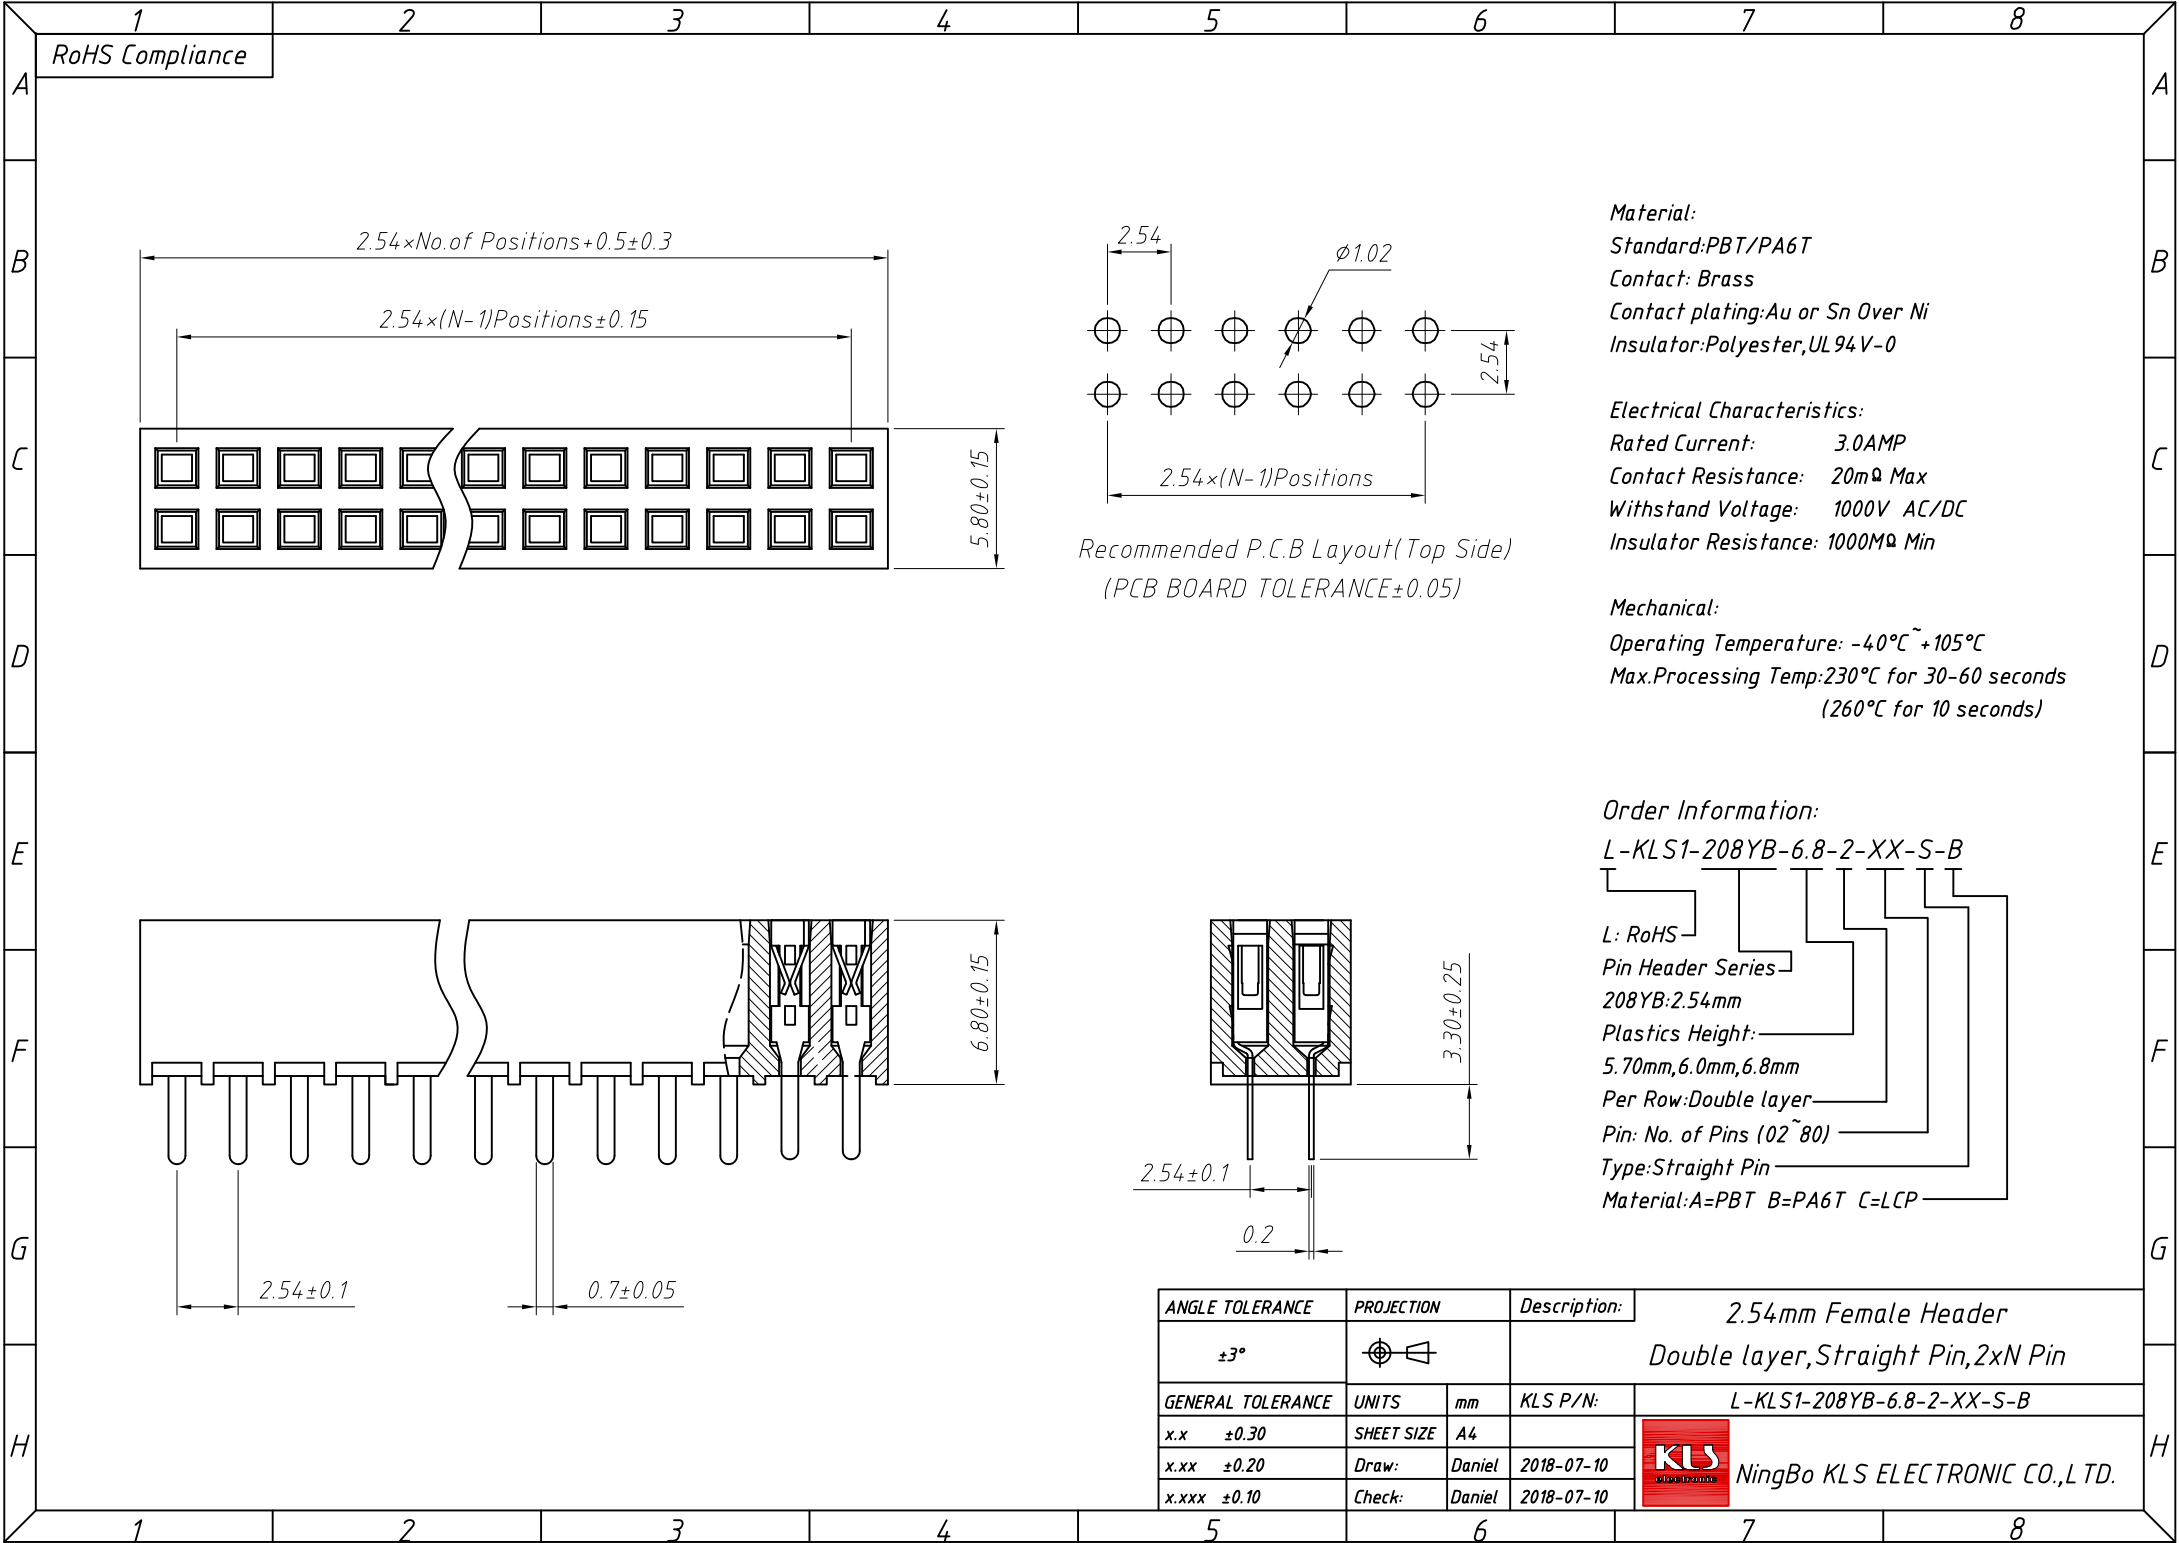 1 2 3 4 5 6 7 8
RoHS Compliance
A A
B B
C C
D D
E E
F F
G G
H H
2.54×No.of Positions+0.5±0.3
2.54×(N-1)Positions±0.15
5.80±0.15
2.54
Ø1.02
2.54
2.54×(N-1)Positions
Recommended P.C.B Layout(Top Side)
(PCB BOARD TOLERANCE±0.05)
Material:
Standard:PBT/PA6T
Contact: Brass
Contact plating:Au or Sn Over Ni
Insulator:Polyester,UL94V-0
Electrical Characteristics:
Rated Current: 3.0AMP
Contact Resistance: 20mΩ Max
Withstand Voltage: 1000V AC/DC
Insulator Resistance: 1000MΩ Min
Mechanical:
Operating Temperature: -40°C~+105°C
Max.Processing Temp:230°C for 30-60 seconds
(260°C for 10 seconds)
6.80±0.15
2.54±0.1
0.7±0.05
3.30±0.25
2.54±0.1
0.2
Order Information:
L-KLS1-208YB-6.8-2-XX-S-B
L: RoHS
Pin Header Series
208YB:2.54mm
Plastics Height:
5.70mm,6.0mm,6.8mm
Per Row:Double layer
Pin: No. of Pins (02~80)
Type:Straight Pin
Material:A=PBT B=PA6T C=LCP
ANGLE TOLERANCE
±3°
PROJECTION
Description:
2.54mm Female Header
Double layer,Straight Pin,2xN Pin
GENERAL TOLERANCE
x.x ±0.30
x.xx ±0.20
x.xxx ±0.10
UNITS mm
SHEET SIZE A4
Draw: Daniel 2018-07-10
Check: Daniel 2018-07-10
KLS P/N:
L-KLS1-208YB-6.8-2-XX-S-B
KLS
electronic
NingBo KLS ELECTRONIC CO.,LTD.
1 2 3 4 5 6 7 8